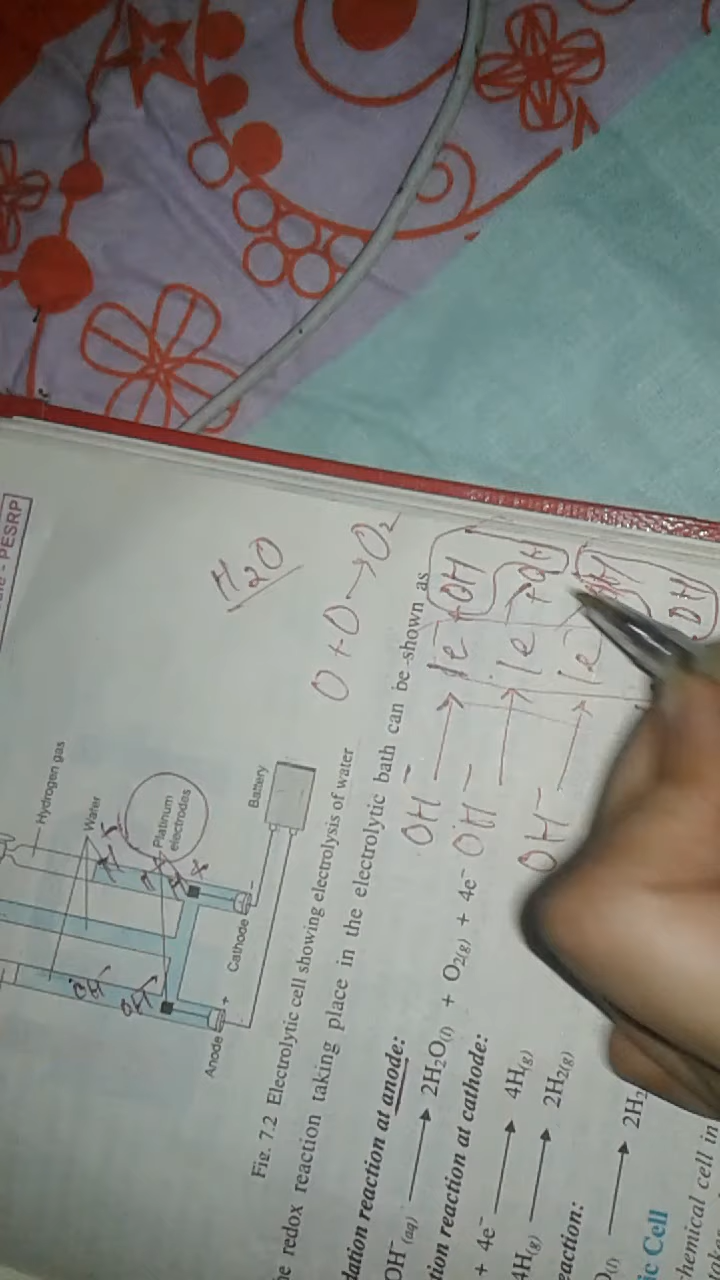 - PESRP
Hydrogen gas
Water
Platinum
electrodes
Battery
Cathode
Anode
+
OH
OH
Fig. 7.2 Electrolytic cell showing electrolysis of water
H2O
O + O → O2
redox reaction taking place in the electrolytic bath can be shown as
dation reaction at anode:
OH⁻(aq) → 2H₂O(l) + O₂(g) + 4e⁻
tion reaction at cathode:
+ 4e⁻ → 4H(g)
4H(g) → 2H₂(g)
action:
(l) → 2H₂
ic Cell
hemical cell in
OH⁻ → 1e⁻ + OH
OH⁻ → 1e⁻ + OH
OH⁻ → 1e⁻
OH